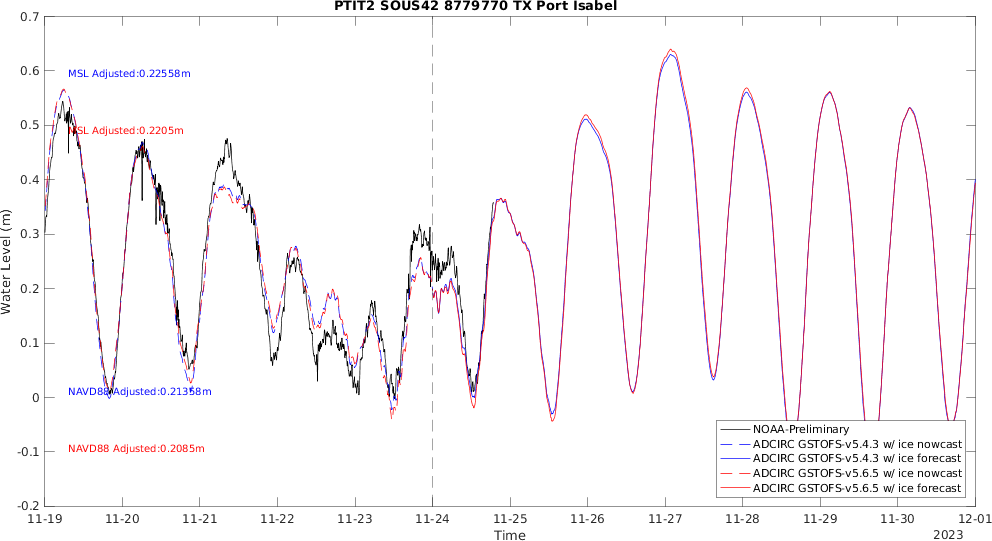 PTIT2 SOUS42 8779770 TX Port Isabel
0.7
0.6
0.5
0.4
0.3
0.2
0.1
0
-0.1
-0.2
Water Level (m)
MSL Adjusted:0.22558m
MSL Adjusted:0.2205m
NAVD88 Adjusted:0.21358m
NAVD88 Adjusted:0.2085m
NOAA-Preliminary
ADCIRC GSTOFS-v5.4.3 w/ ice nowcast
ADCIRC GSTOFS-v5.4.3 w/ ice forecast
ADCIRC GSTOFS-v5.6.5 w/ ice nowcast
ADCIRC GSTOFS-v5.6.5 w/ ice forecast
11-19 11-20 11-21 11-22 11-23 11-24 11-25 11-26 11-27 11-28 11-29 11-30 12-01
Time
2023